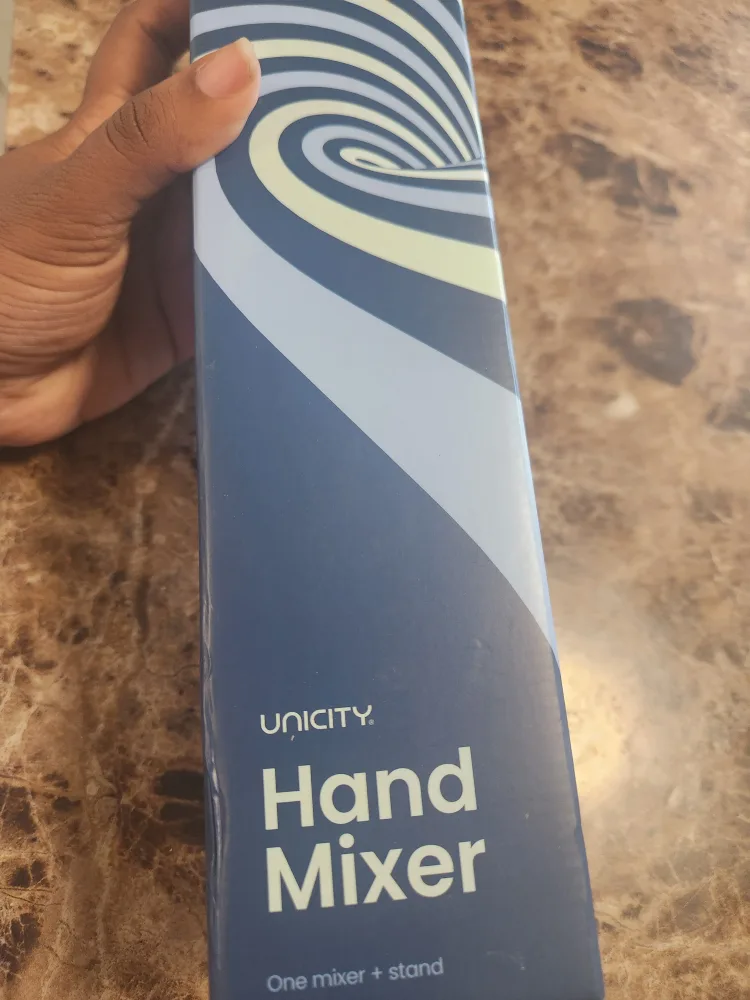 UNICITY®
Hand
Mixer
One mixer + stand